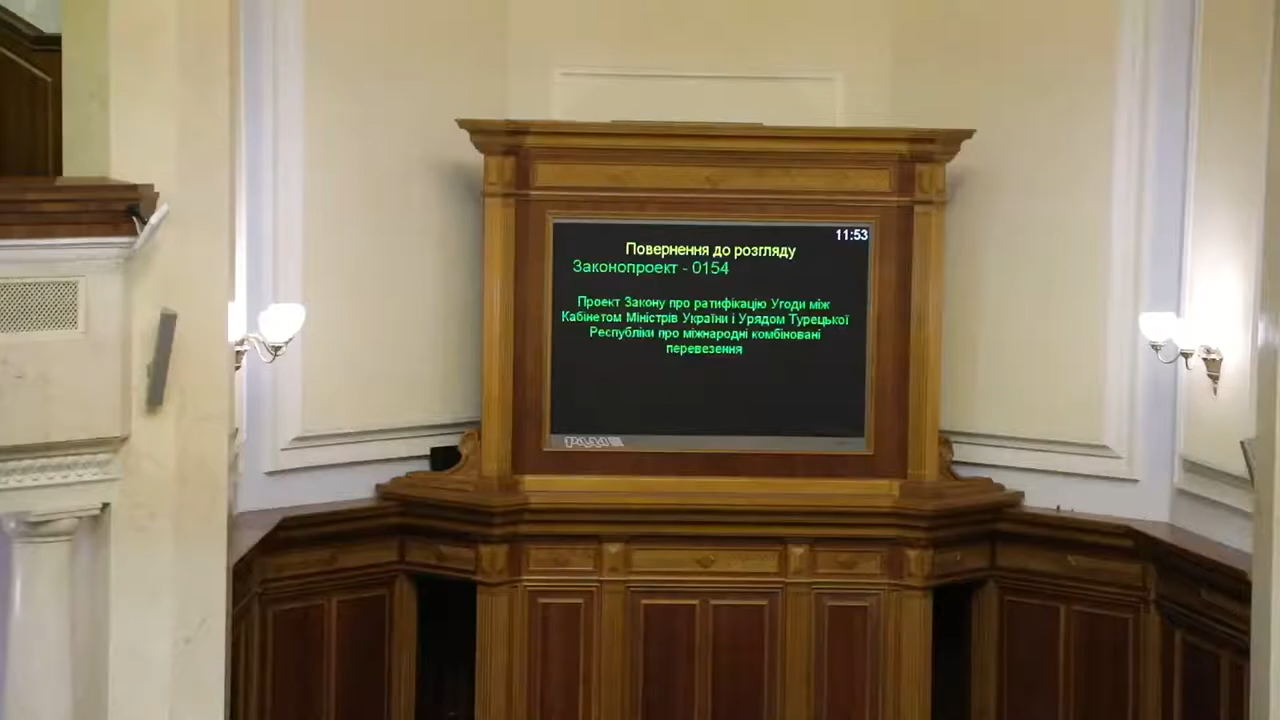 11:53
Повернення до розгляду
Законопроект - 0154
Проект Закону про ратифікацію Угоди між
Кабінетом Міністрів України і Урядом Турецької
Республіки про міжнародні комбіновані
перевезення
рада